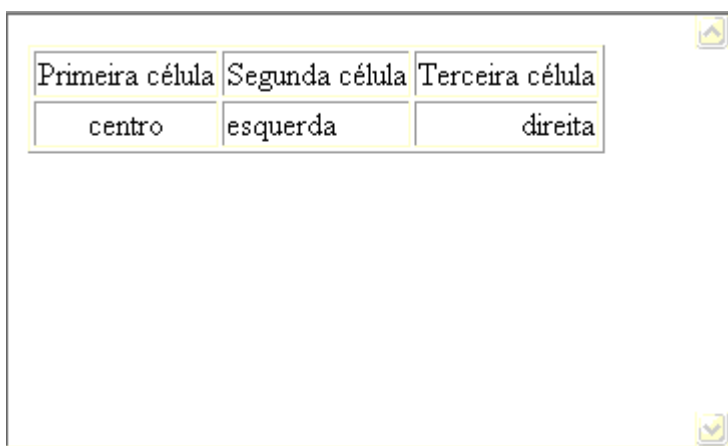 Primeira célula Segunda célula Terceira célula
centro esquerda direita